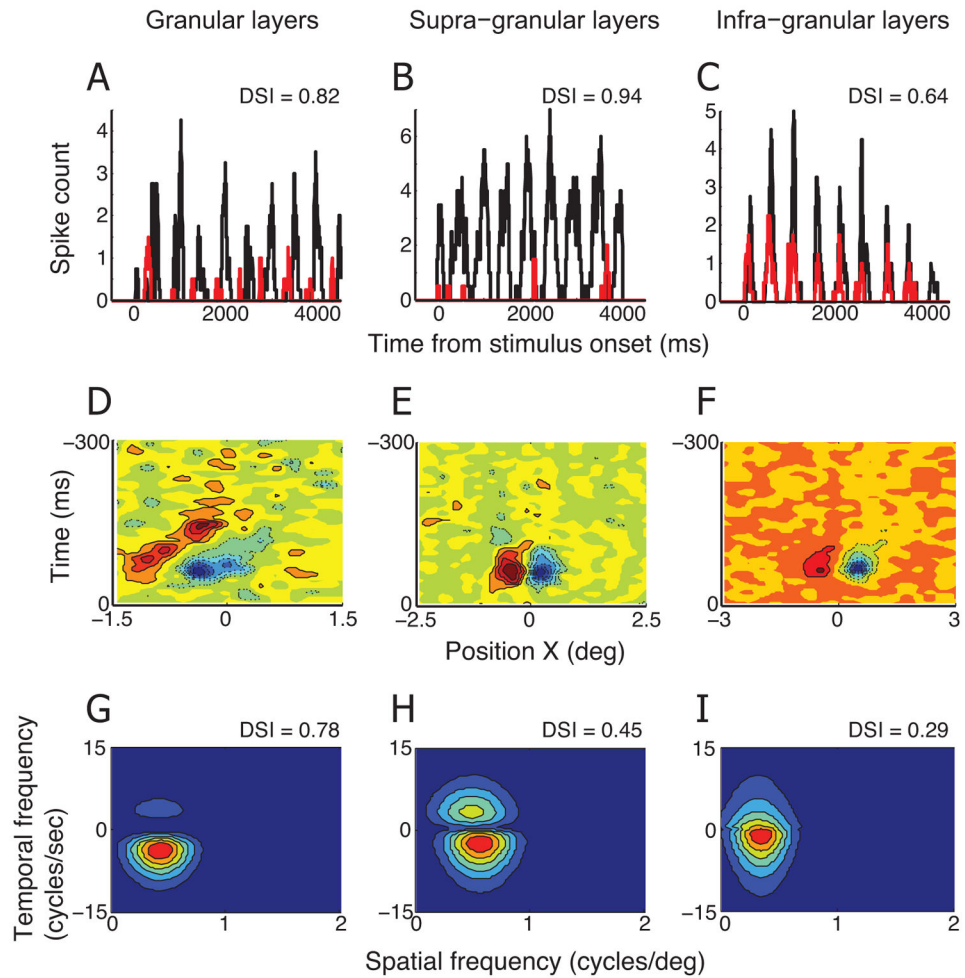 Granular layers
Supra-granular layers
Infra-granular layers
A
DSI = 0.82
B
DSI = 0.94
C
DSI = 0.64
Spike count
4
3
2
1
0
6
4
2
0
5
4
3
2
1
0
0 2000 4000
0 2000 4000
0 2000 4000
Time from stimulus onset (ms)
D
E
F
Time (ms)
−300
0
−300
0
−300
0
−1.5 0 1.5
−2.5 0 2.5
−3 0 3
Position X (deg)
G
DSI = 0.78
H
DSI = 0.45
I
DSI = 0.29
Temporal frequency
(cycles/sec)
15
0
−15
15
0
−15
15
0
−15
0 1 2
0 1 2
0 1 2
Spatial frequency (cycles/deg)